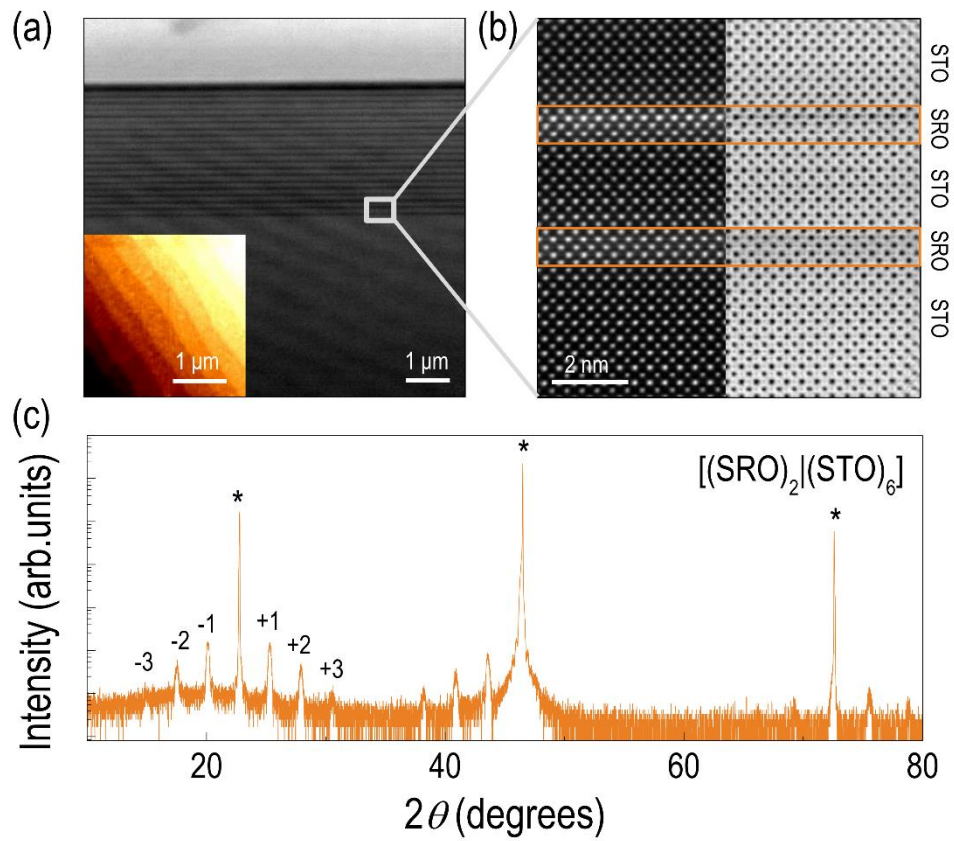 (a)
1 μm
1 μm
(b)
STO
SRO
STO
SRO
STO
2 nm
(c)
Intensity (arb.units)
[(SRO)₂|(STO)₆]
*
*
*
-3
-2
-1
+1
+2
+3
20
40
60
80
2θ (degrees)